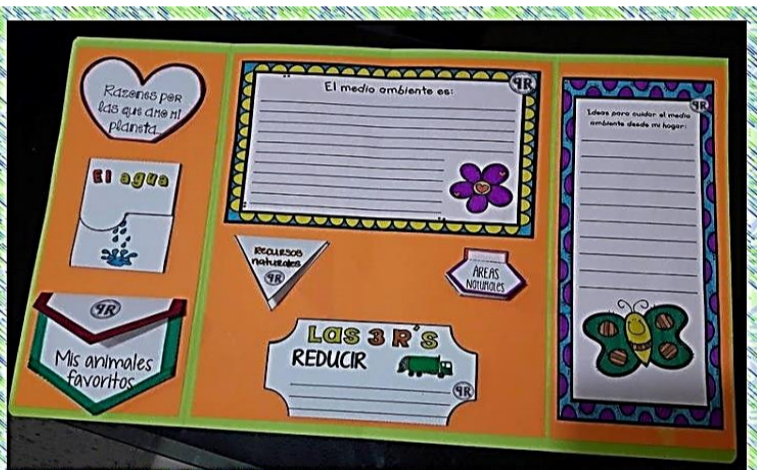 Razones por
las que amo mi
planeta...
El agua
Mis animales
favoritos
El medio ambiente es:
Recursos
naturales
ÁREAS
NATURALES
LAS 3 R'S
REDUCIR
Ideas para cuidar el medio
ambiente desde mi hogar: